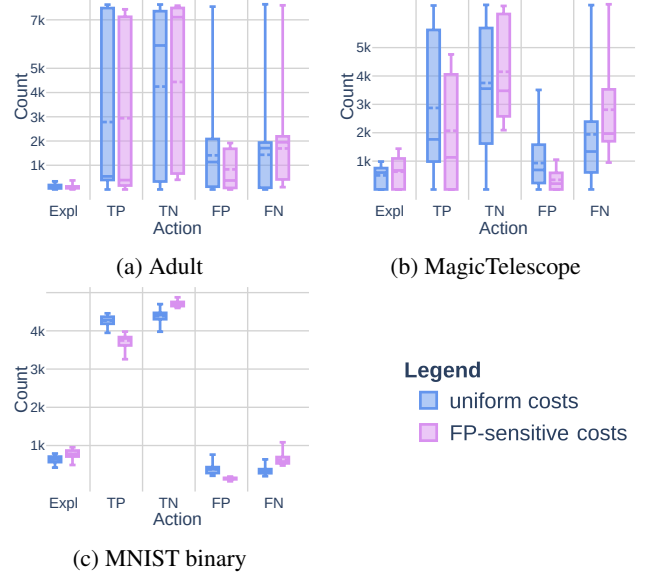 7k
5k
4k
3k
2k
1k
Count
Expl TP TN FP FN
Action
(a) Adult
5k
4k
3k
2k
1k
Count
Expl TP TN FP FN
Action
(b) MagicTelescope
4k
3k
2k
1k
Count
Expl TP TN FP FN
Action
(c) MNIST binary
Legend
uniform costs
FP-sensitive costs